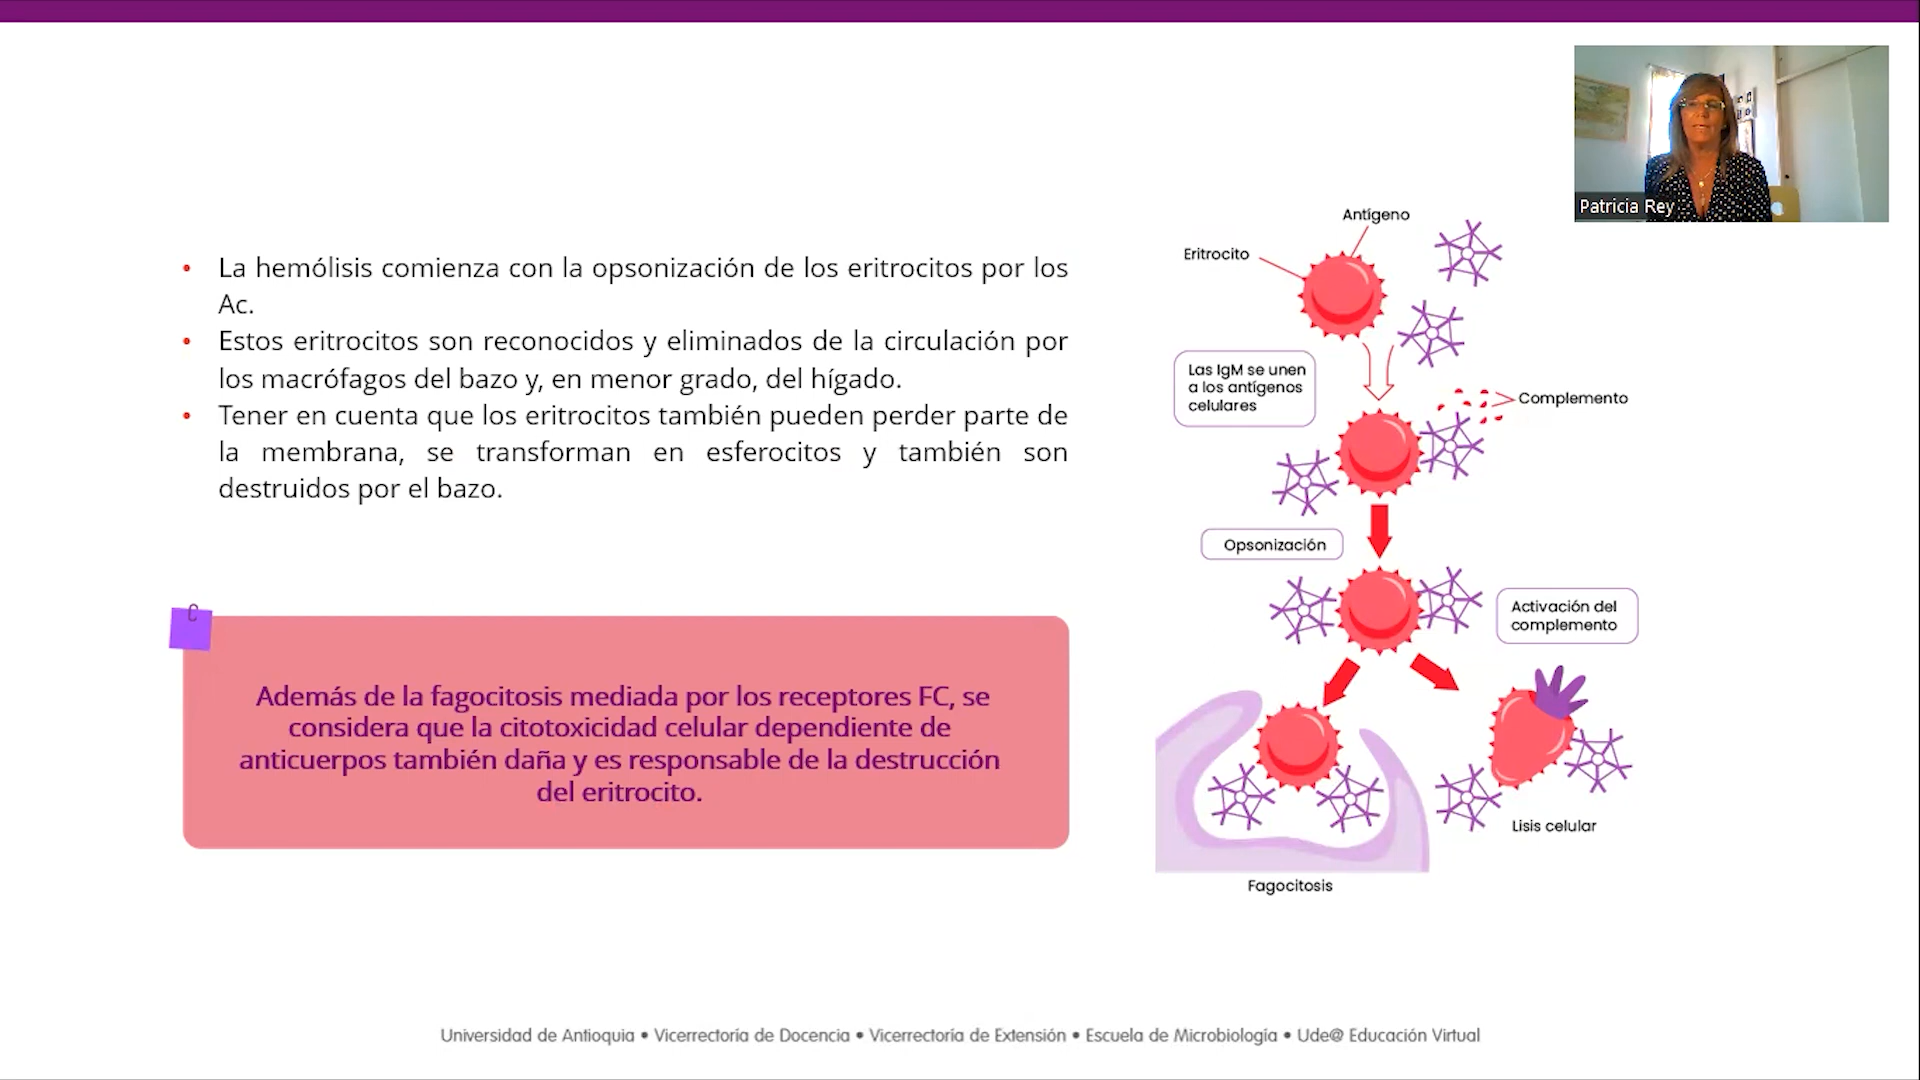 Patricia Rey
• La hemólisis comienza con la opsonización de los eritrocitos por los
Ac.
• Estos eritrocitos son reconocidos y eliminados de la circulación por
los macrófagos del bazo y, en menor grado, del hígado.
• Tener en cuenta que los eritrocitos también pueden perder parte de
la membrana, se transforman en esferocitos y también son
destruidos por el bazo.
Además de la fagocitosis mediada por los receptores FC, se
considera que la citotoxicidad celular dependiente de
anticuerpos también daña y es responsable de la destrucción
del eritrocito.
Antígeno
Eritrocito
Las IgM se unen
a los antígenos
celulares
Complemento
Opsonización
Activación del
complemento
Lisis celular
Fagocitosis
Universidad de Antioquia • Vicerrectoría de Docencia • Vicerrectoría de Extensión • Escuela de Microbiología • Ude@ Educación Virtual